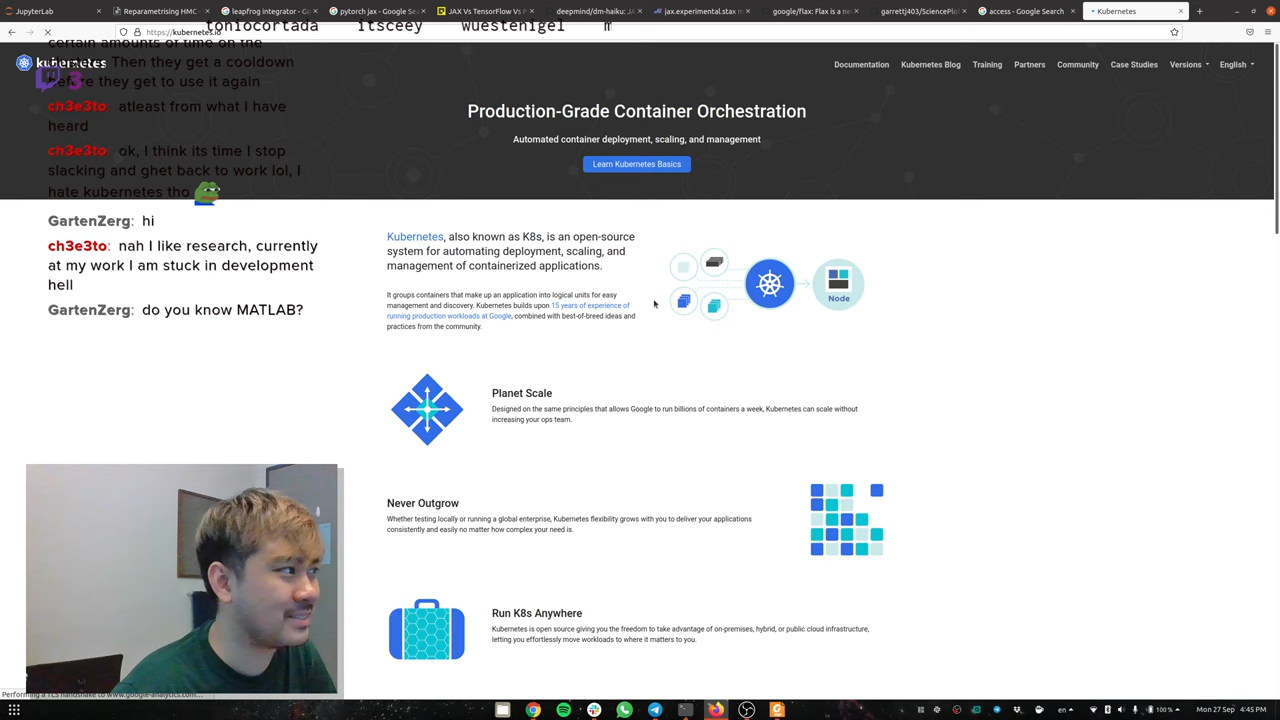 JupyterLab
Reparametrising HMC
leapfrog integrator - G
pytorch jax - Google Se
JAX Vs TensorFlow Vs P
deepmind/dm-haiku: JA
jax.experimental.stax m
google/flax: Flax is a ne
garrettj403/SciencePlot
access - Google Search
Kubernetes
toniocortada itsceey wuestenigel
https://kubernetes.io
certain amounts of time on the
Then they get a cooldown
before they get to use it again
ch3e3to: atleast from what I have
heard
ch3e3to: ok, I think its time I stop
slacking and ghet back to work lol, I
hate kubernetes tho
GartenZerg: hi
ch3e3to: nah I like research, currently
at my work I am stuck in development
hell
GartenZerg: do you know MATLAB?
kubernetes
3
Documentation
Kubernetes Blog
Training
Partners
Community
Case Studies
Versions
English
Production-Grade Container Orchestration
Automated container deployment, scaling, and management
Learn Kubernetes Basics
Kubernetes, also known as K8s, is an open-source
system for automating deployment, scaling, and
management of containerized applications.
It groups containers that make up an application into logical units for easy
management and discovery. Kubernetes builds upon 15 years of experience of
running production workloads at Google, combined with best-of-breed ideas and
practices from the community.
Node
Planet Scale
Designed on the same principles that allows Google to run billions of containers a week, Kubernetes can scale without
increasing your ops team.
Never Outgrow
Whether testing locally or running a global enterprise, Kubernetes flexibility grows with you to deliver your applications
consistently and easily no matter how complex your need is.
Run K8s Anywhere
Kubernetes is open source giving you the freedom to take advantage of on-premises, hybrid, or public cloud infrastructure,
letting you effortlessly move workloads to where it matters to you.
Performing a TLS handshake to www.google-analytics.com...
en
100 %
Mon 27 Sep
4:45 PM